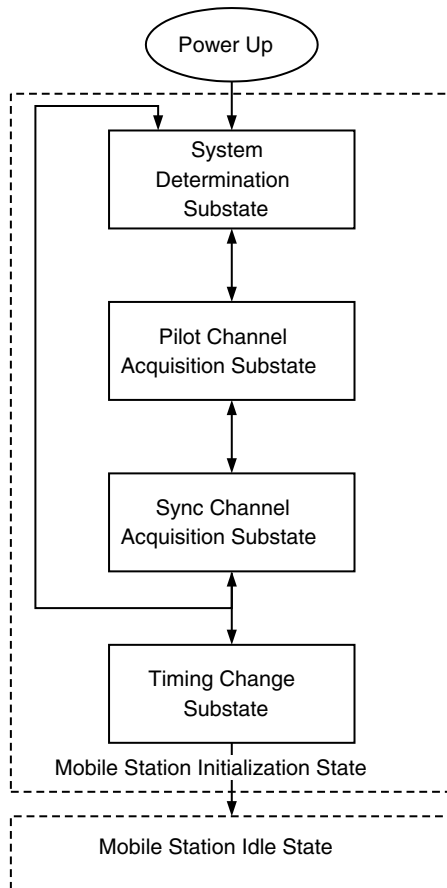 Power Up
System
Determination
Substate
Pilot Channel
Acquisition Substate
Sync Channel
Acquisition Substate
Timing Change
Substate
Mobile Station Initialization State
Mobile Station Idle State